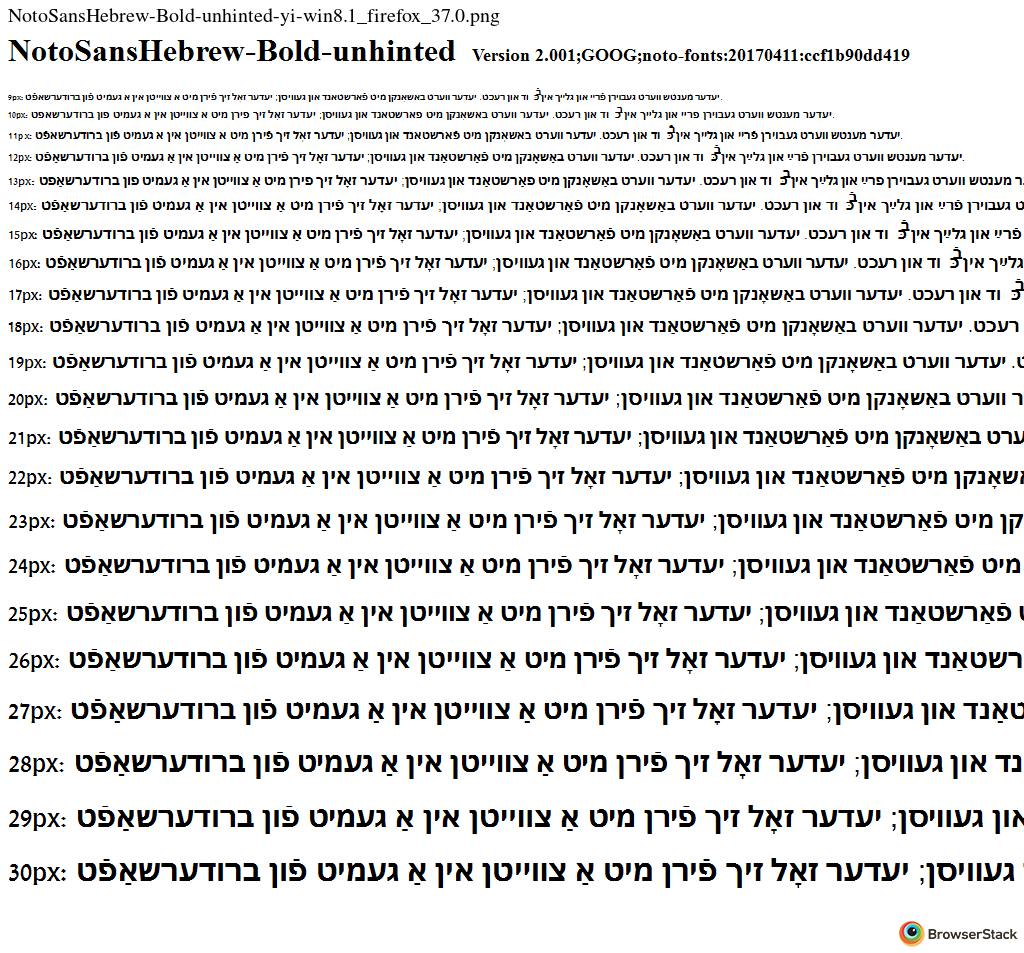 NotoSansHebrew-Bold-unhinted-yi-win8.1_firefox_37.0.png
NotoSansHebrew-Bold-unhinted Version 2.001;GOOG;noto-fonts:20170411:ccf1b90dd419
9px: יעדער מענטש ווערט געבוירן פֿרײַ און גלײַך אין כּבֿוד און רעכט. יעדער ווערט באַשאָנקן מיט פֿאַרשטאַנד און געוויסן; יעדער זאָל זיך פֿירן מיט אַ צווייטן אין אַ געמיט פֿון ברודערשאַפֿט.
10px: יעדער מענטש ווערט געבוירן פֿרײַ און גלײַך אין כּבֿוד און רעכט. יעדער ווערט באַשאָנקן מיט פֿאַרשטאַנד און געוויסן; יעדער זאָל זיך פֿירן מיט אַ צווייטן אין אַ געמיט פֿון ברודערשאַפֿט.
11px: יעדער מענטש ווערט געבוירן פֿרײַ און גלײַך אין כּבֿוד און רעכט. יעדער ווערט באַשאָנקן מיט פֿאַרשטאַנד און געוויסן; יעדער זאָל זיך פֿירן מיט אַ צווייטן אין אַ געמיט פֿון ברודערשאַפֿט.
12px: יעדער מענטש ווערט געבוירן פֿרײַ און גלײַך אין כּבֿוד און רעכט. יעדער ווערט באַשאָנקן מיט פֿאַרשטאַנד און געוויסן; יעדער זאָל זיך פֿירן מיט אַ צווייטן אין אַ געמיט פֿון ברודערשאַפֿט.
13px: ר מענטש ווערט געבוירן פֿרײַ און גלײַך אין כּבֿוד און רעכט. יעדער ווערט באַשאָנקן מיט פֿאַרשטאַנד און געוויסן; יעדער זאָל זיך פֿירן מיט אַ צווייטן אין אַ געמיט פֿון ברודערשאַפֿט
14px: ט געבוירן פֿרײַ און גלײַך אין כּבֿוד און רעכט. יעדער ווערט באַשאָנקן מיט פֿאַרשטאַנד און געוויסן; יעדער זאָל זיך פֿירן מיט אַ צווייטן אין אַ געמיט פֿון ברודערשאַפֿט
15px: פֿרײַ און גלײַך אין כּבֿוד און רעכט. יעדער ווערט באַשאָנקן מיט פֿאַרשטאַנד און געוויסן; יעדער זאָל זיך פֿירן מיט אַ צווייטן אין אַ געמיט פֿון ברודערשאַפֿט
16px: גלײַך אין כּבֿוד און רעכט. יעדער ווערט באַשאָנקן מיט פֿאַרשטאַנד און געוויסן; יעדער זאָל זיך פֿירן מיט אַ צווייטן אין אַ געמיט פֿון ברודערשאַפֿט
17px: כּבֿוד און רעכט. יעדער ווערט באַשאָנקן מיט פֿאַרשטאַנד און געוויסן; יעדער זאָל זיך פֿירן מיט אַ צווייטן אין אַ געמיט פֿון ברודערשאַפֿט
18px: רעכט. יעדער ווערט באַשאָנקן מיט פֿאַרשטאַנד און געוויסן; יעדער זאָל זיך פֿירן מיט אַ צווייטן אין אַ געמיט פֿון ברודערשאַפֿט
19px: ט. יעדער ווערט באַשאָנקן מיט פֿאַרשטאַנד און געוויסן; יעדער זאָל זיך פֿירן מיט אַ צווייטן אין אַ געמיט פֿון ברודערשאַפֿט
20px: ר ווערט באַשאָנקן מיט פֿאַרשטאַנד און געוויסן; יעדער זאָל זיך פֿירן מיט אַ צווייטן אין אַ געמיט פֿון ברודערשאַפֿט
21px: ערט באַשאָנקן מיט פֿאַרשטאַנד און געוויסן; יעדער זאָל זיך פֿירן מיט אַ צווייטן אין אַ געמיט פֿון ברודערשאַפֿט
22px: אַשאָנקן מיט פֿאַרשטאַנד און געוויסן; יעדער זאָל זיך פֿירן מיט אַ צווייטן אין אַ געמיט פֿון ברודערשאַפֿט
23px: קן מיט פֿאַרשטאַנד און געוויסן; יעדער זאָל זיך פֿירן מיט אַ צווייטן אין אַ געמיט פֿון ברודערשאַפֿט
24px: מיט פֿאַרשטאַנד און געוויסן; יעדער זאָל זיך פֿירן מיט אַ צווייטן אין אַ געמיט פֿון ברודערשאַפֿט
25px: ט פֿאַרשטאַנד און געוויסן; יעדער זאָל זיך פֿירן מיט אַ צווייטן אין אַ געמיט פֿון ברודערשאַפֿט
26px: רשטאַנד און געוויסן; יעדער זאָל זיך פֿירן מיט אַ צווייטן אין אַ געמיט פֿון ברודערשאַפֿט
27px: טאַנד און געוויסן; יעדער זאָל זיך פֿירן מיט אַ צווייטן אין אַ געמיט פֿון ברודערשאַפֿט
28px: נד און געוויסן; יעדער זאָל זיך פֿירן מיט אַ צווייטן אין אַ געמיט פֿון ברודערשאַפֿט
29px: און געוויסן; יעדער זאָל זיך פֿירן מיט אַ צווייטן אין אַ געמיט פֿון ברודערשאַפֿט
30px: געוויסן; יעדער זאָל זיך פֿירן מיט אַ צווייטן אין אַ געמיט פֿון ברודערשאַפֿט
BrowserStack